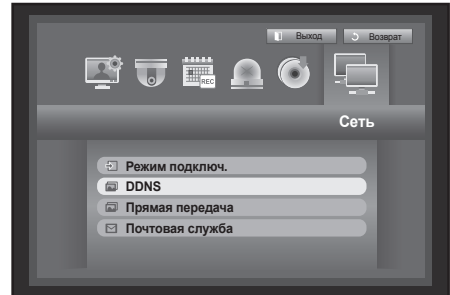 Выход Возврат
REC
Сеть
Режим подключ.
DDNS
Прямая передача
Почтовая служба